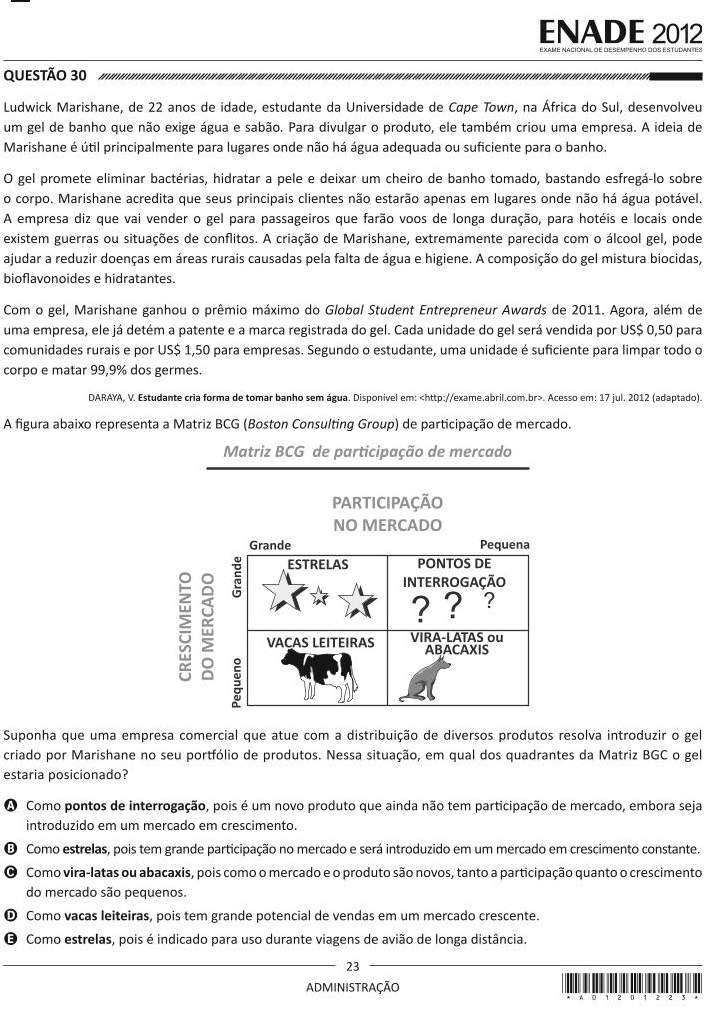 ENADE 2012
EXAME NACIONAL DE DESEMPENHO DOS ESTUDANTES
QUESTÃO 30
Ludwick Marishane, de 22 anos de idade, estudante da Universidade de Cape Town, na África do Sul, desenvolveu
um gel de banho que não exige água e sabão. Para divulgar o produto, ele também criou uma empresa. A ideia de
Marishane é útil principalmente para lugares onde não há água adequada ou suficiente para o banho.
O gel promete eliminar bactérias, hidratar a pele e deixar um cheiro de banho tomado, bastando esfregá-lo sobre
o corpo. Marishane acredita que seus principais clientes não estarão apenas em lugares onde não há água potável.
A empresa diz que vai vender o gel para passageiros que farão voos de longa duração, para hotéis e locais onde
existem guerras ou situações de conflitos. A criação de Marishane, extremamente parecida com o álcool gel, pode
ajudar a reduzir doenças em áreas rurais causadas pela falta de água e higiene. A composição do gel mistura biocidas,
bioflavonoides e hidratantes.
Com o gel, Marishane ganhou o prêmio máximo do Global Student Entrepreneur Awards de 2011. Agora, além de
uma empresa, ele já detém a patente e a marca registrada do gel. Cada unidade do gel será vendida por US$ 0,50 para
comunidades rurais e por US$ 1,50 para empresas. Segundo o estudante, uma unidade é suficiente para limpar todo o
corpo e matar 99,9% dos germes.
DARAYA, V. Estudante cria forma de tomar banho sem água. Disponível em: <http://exame.abril.com.br>. Acesso em: 17 jul. 2012 (adaptado).
A figura abaixo representa a Matriz BCG (Boston Consulting Group) de participação de mercado.
Matriz BCG de participação de mercado
PARTICIPAÇÃO
NO MERCADO
Grande Pequena
CRESCIMENTO
DO MERCADO
Grande
ESTRELAS
PONTOS DE
INTERROGAÇÃO
? ? ?
Pequeno
VACAS LEITEIRAS
VIRA-LATAS ou
ABACAXIS
Suponha que uma empresa comercial que atue com a distribuição de diversos produtos resolva introduzir o gel
criado por Marishane no seu portfólio de produtos. Nessa situação, em qual dos quadrantes da Matriz BGC o gel
estaria posicionado?
A Como pontos de interrogação, pois é um novo produto que ainda não tem participação de mercado, embora seja
introduzido em um mercado em crescimento.
B Como estrelas, pois tem grande participação no mercado e será introduzido em um mercado em crescimento constante.
C Como vira-latas ou abacaxis, pois como o mercado e o produto são novos, tanto a participação quanto o crescimento
do mercado são pequenos.
D Como vacas leiteiras, pois tem grande potencial de vendas em um mercado crescente.
E Como estrelas, pois é indicado para uso durante viagens de avião de longa distância.
23
ADMINISTRAÇÃO
* A 0 1 2 0 1 2 2 3 *